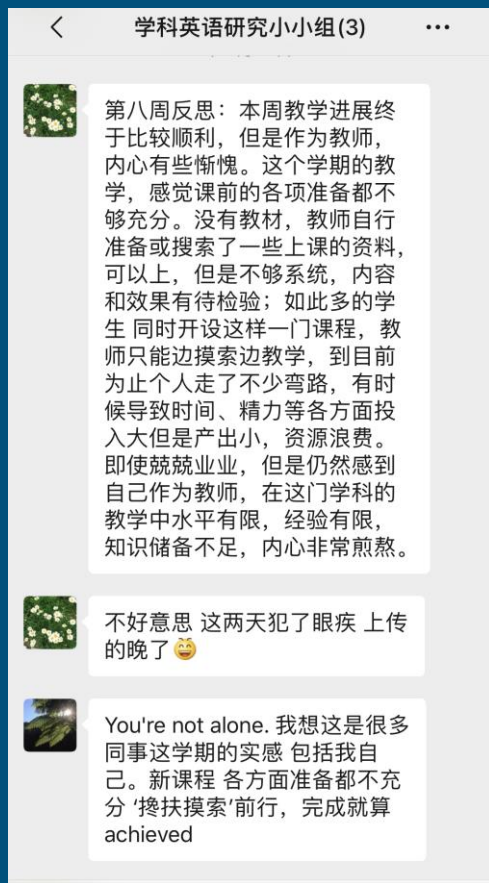 学科英语研究小小组(3)
第八周反思：本周教学进展终
于比较顺利，但是作为教师，
内心有些惭愧。这个学期的教
学，感觉课前的各项准备都不
够充分。没有教材，教师自行
准备或搜索了一些上课的资料，
可以上，但是不够系统，内容
和效果有待检验；如此多的学
生 同时开设这样一门课程，教
师只能边摸索边教学，到目前
为止个人走了不少弯路，有时
候导致时间、精力等各方面投
入大但是产出小，资源浪费。
即使兢兢业业，但是仍然感到
自己作为教师，在这门学科的
教学中水平有限，经验有限，
知识储备不足，内心非常煎熬。
不好意思 这两天犯了眼疾 上传
的晚了😄
You're not alone. 我想这是很多
同事这学期的实感 包括我自
己。新课程 各方面准备都不充
分 ‘搀扶摸索’前行，完成就算
achieved